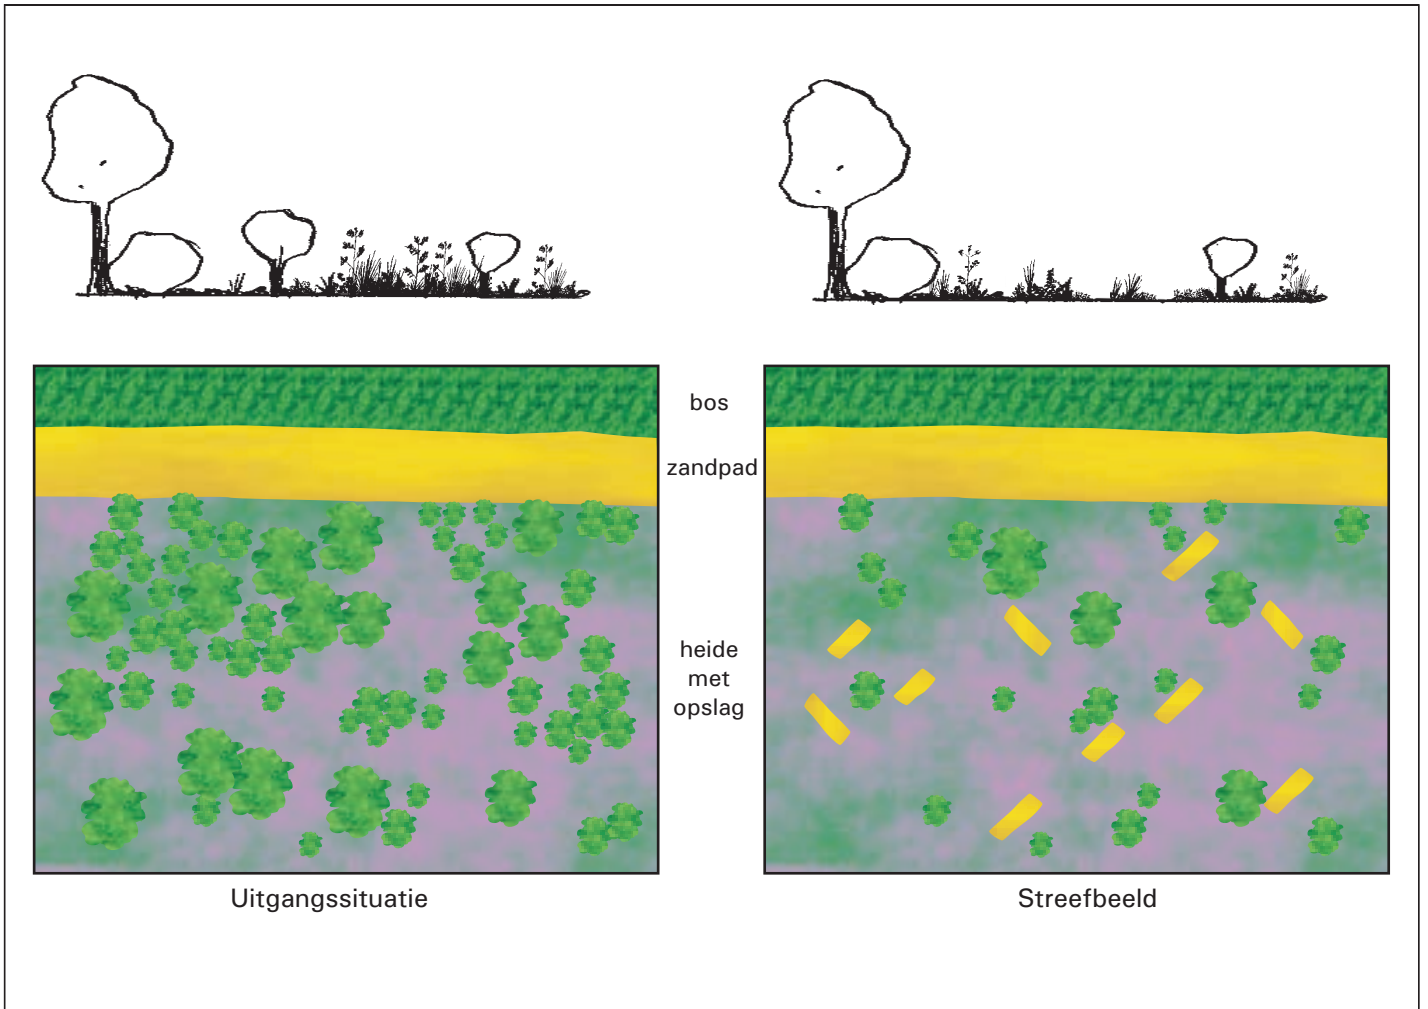 bos
zandpad
heide
met
opslag
Uitgangssituatie
Streefbeeld